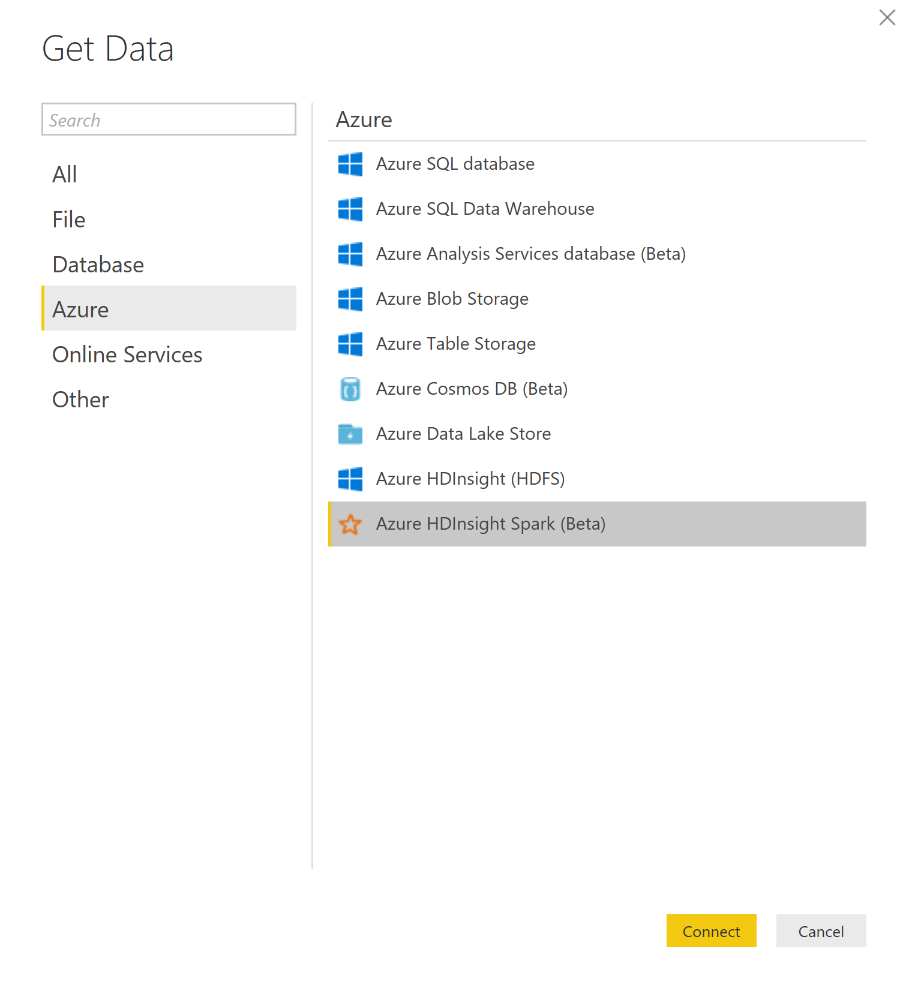 Get Data
Search
All
File
Database
Azure
Online Services
Other
Azure
Azure SQL database
Azure SQL Data Warehouse
Azure Analysis Services database (Beta)
Azure Blob Storage
Azure Table Storage
Azure Cosmos DB (Beta)
Azure Data Lake Store
Azure HDInsight (HDFS)
Azure HDInsight Spark (Beta)
Connect
Cancel